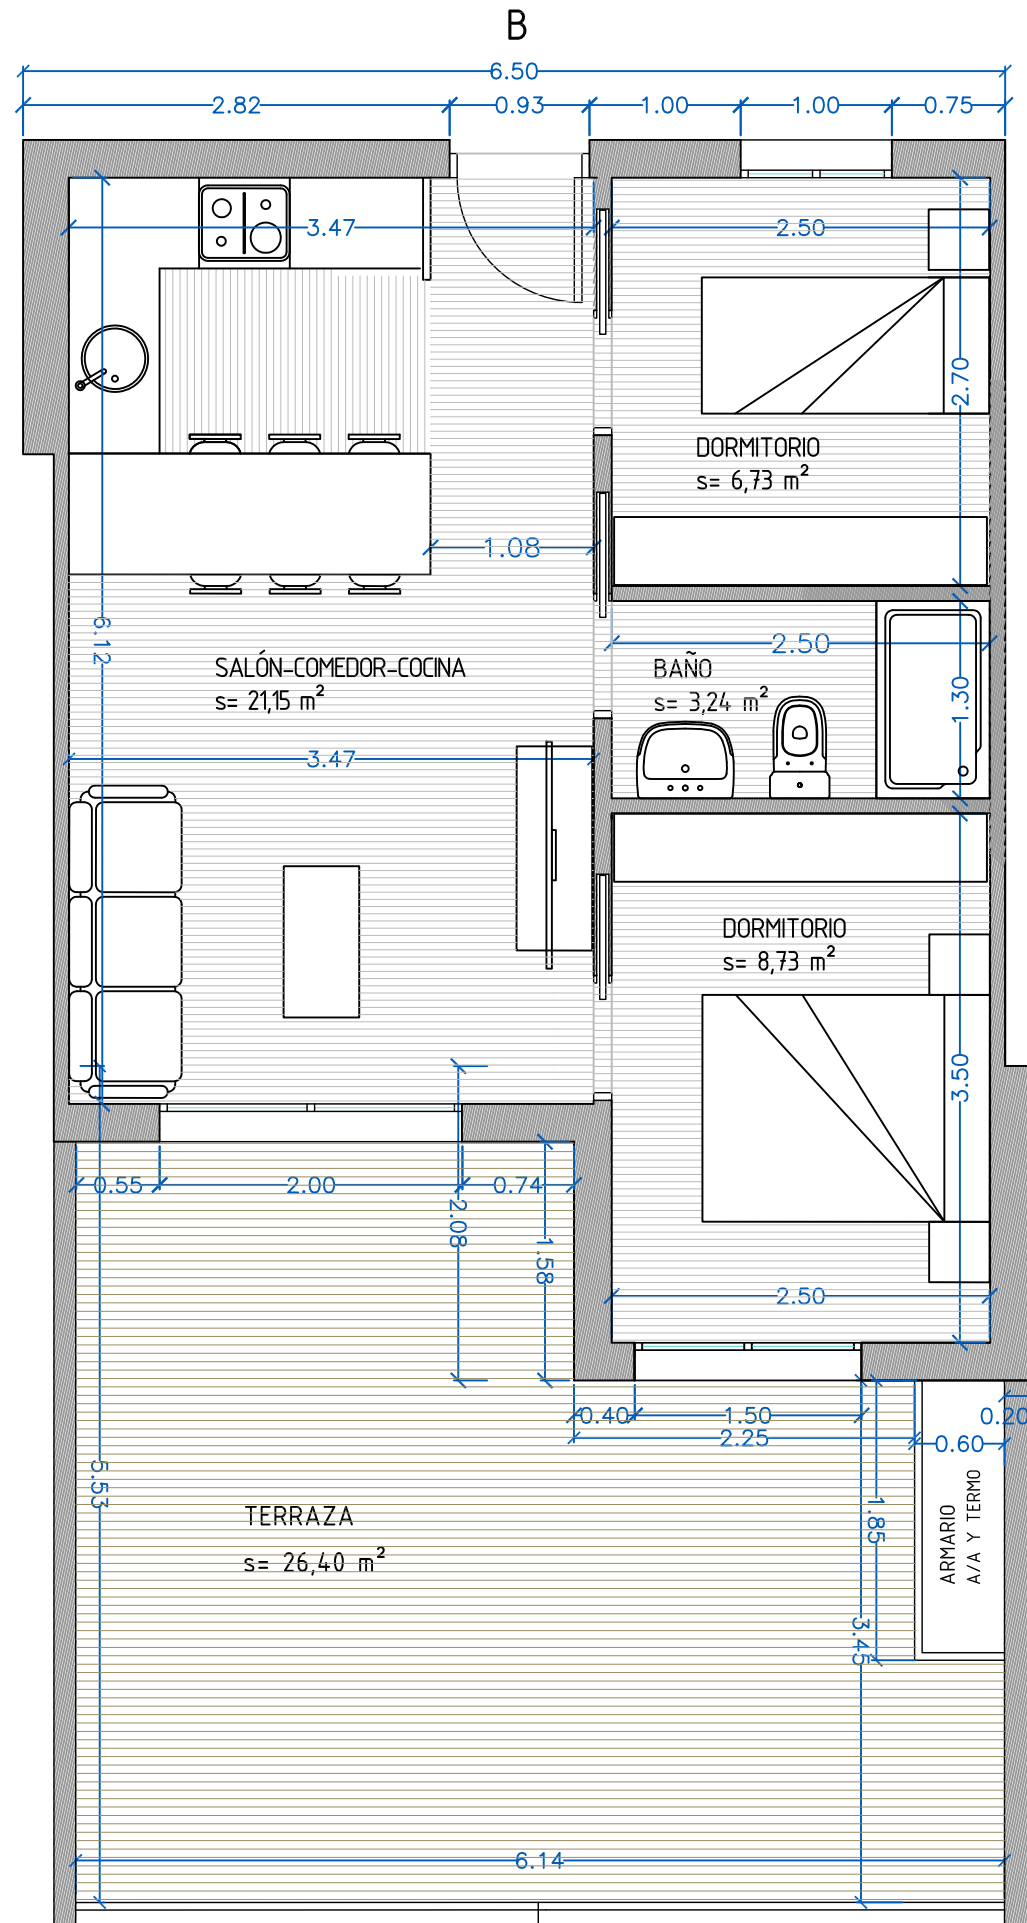 B
6.50
2.82
0.93
1.00
1.00
0.75
3.47
2.50
2.70
DORMITORIO
s= 6,73 m²
1.08
6.12
SALÓN-COMEDOR-COCINA
s= 21,15 m²
2.50
BAÑO
s= 3,24 m²
1.30
3.47
DORMITORIO
s= 8,73 m²
3.50
0.55
2.00
0.74
2.08
1.58
2.50
0.40
1.50
0.20
2.25
0.60
5.53
TERRAZA
s= 26,40 m²
1.85
ARMARIO
A/A Y TERMO
3.45
6.14